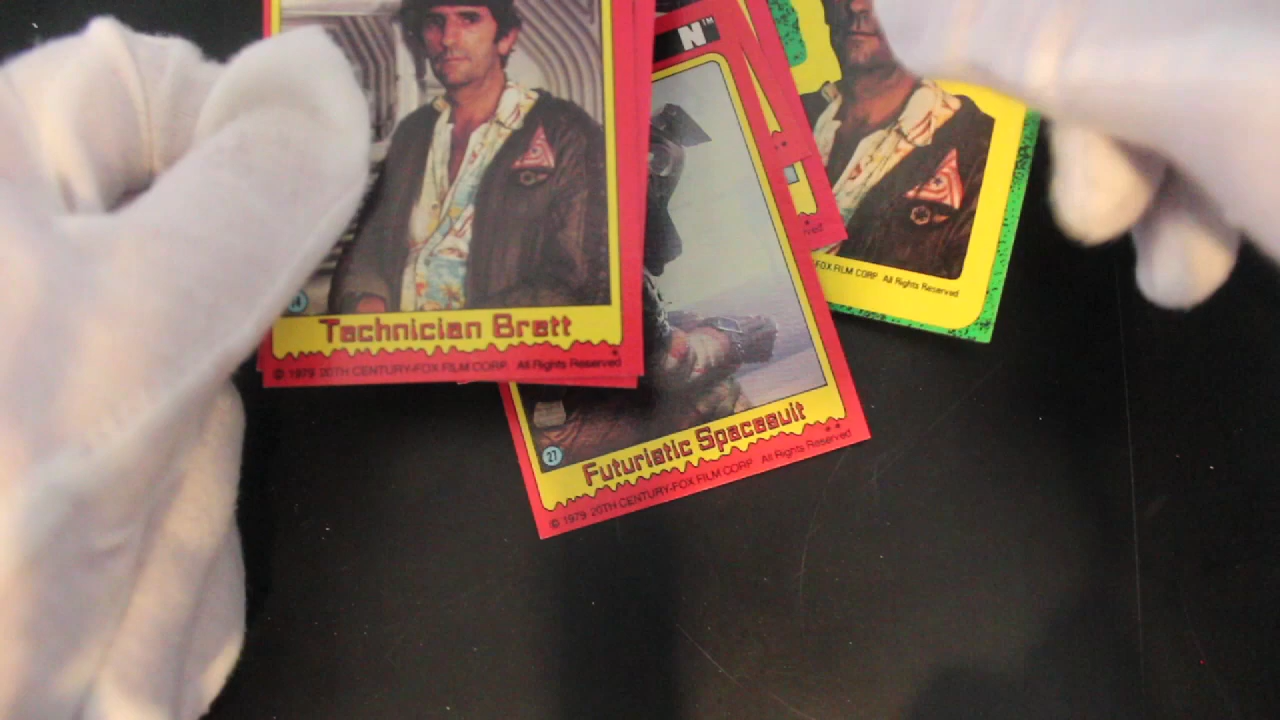 Technician Brett
© 1979 20TH CENTURY-FOX FILM CORP. All Rights Reserved
N™
27
Futuristic Spacesuit
© 1979 20TH CENTURY-FOX FILM CORP. All Rights Reserved
FOX FILM CORP. All Rights Reserved